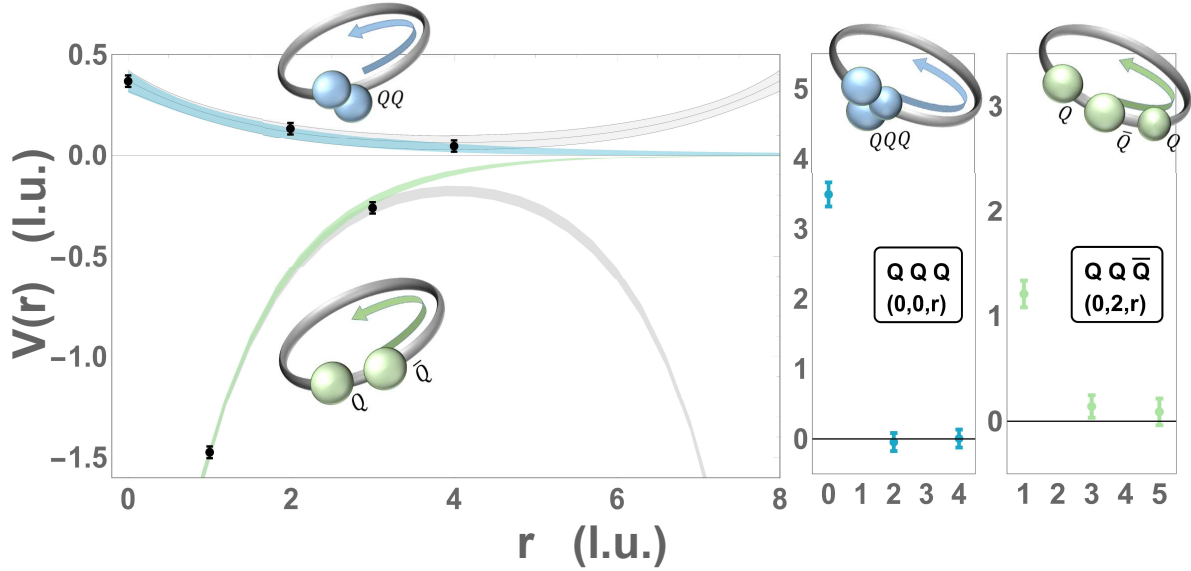 V(r) (l.u.)
0.5
0.0
−0.5
−1.0
−1.5
0 2 4 6 8
r (l.u.)
QQ
Q Q̅
5
4
3
2
1
0
0 1 2 3 4
QQQ
Q Q Q
(0,0,r)
3
2
1
0
1 2 3 4 5
Q Q̅ Q
Q Q Q̅
(0,2,r)